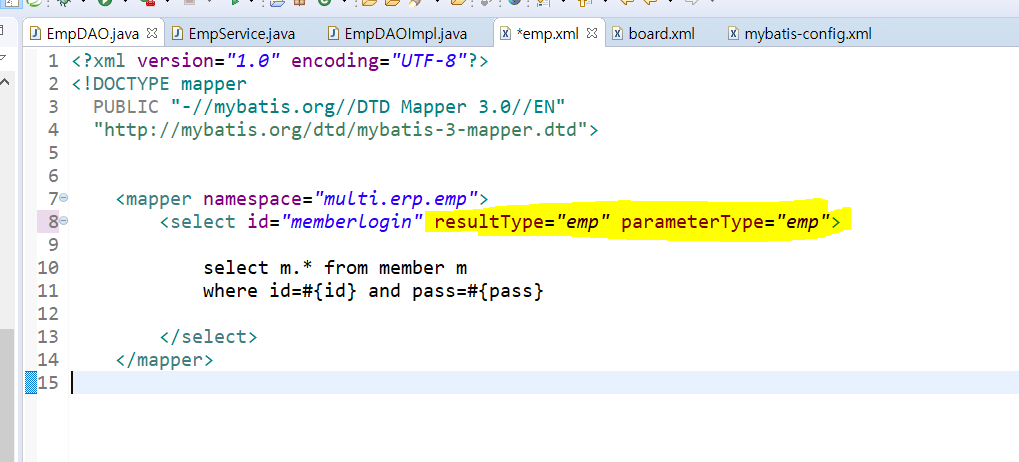 EmpDAO.java EmpService.java EmpDAOImpl.java *emp.xml board.xml mybatis-config.xml
1 <?xml version="1.0" encoding="UTF-8"?>
2 <!DOCTYPE mapper
3 PUBLIC "-//mybatis.org//DTD Mapper 3.0//EN"
4 "http://mybatis.org/dtd/mybatis-3-mapper.dtd">
5
6
7 <mapper namespace="multi.erp.emp">
8 <select id="memberlogin" resultType="emp" parameterType="emp">
9
10 select m.* from member m
11 where id=#{id} and pass=#{pass}
12
13 </select>
14 </mapper>
15